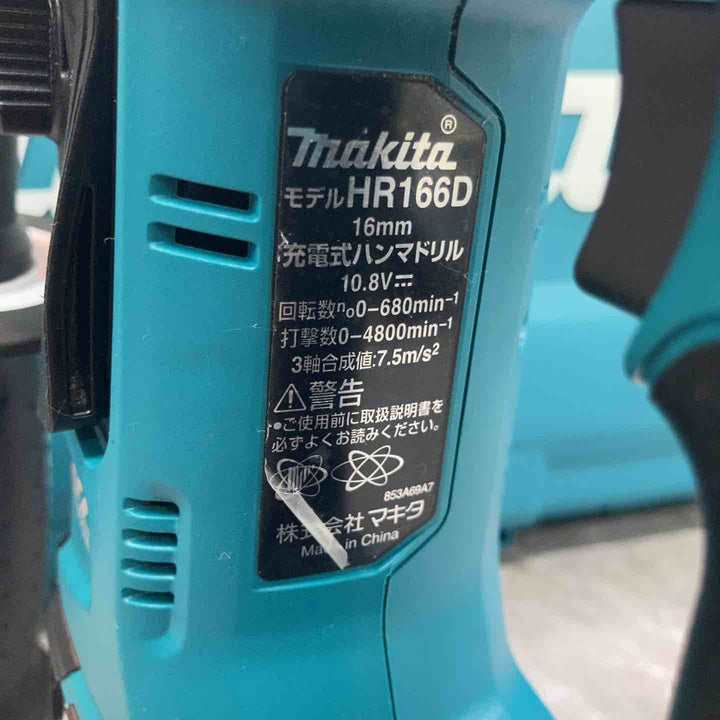 makita®
モデルHR166D
16mm
充電式ハンマドリル
10.8V⎓
回転数n₀0-680min⁻¹
打撃数0-4800min⁻¹
3軸合成値:7.5m/s²
⚠警告
•ご使用前に取扱説明書を
必ずよくお読みください。
853A69A7
株式会社マキタ
Made in China